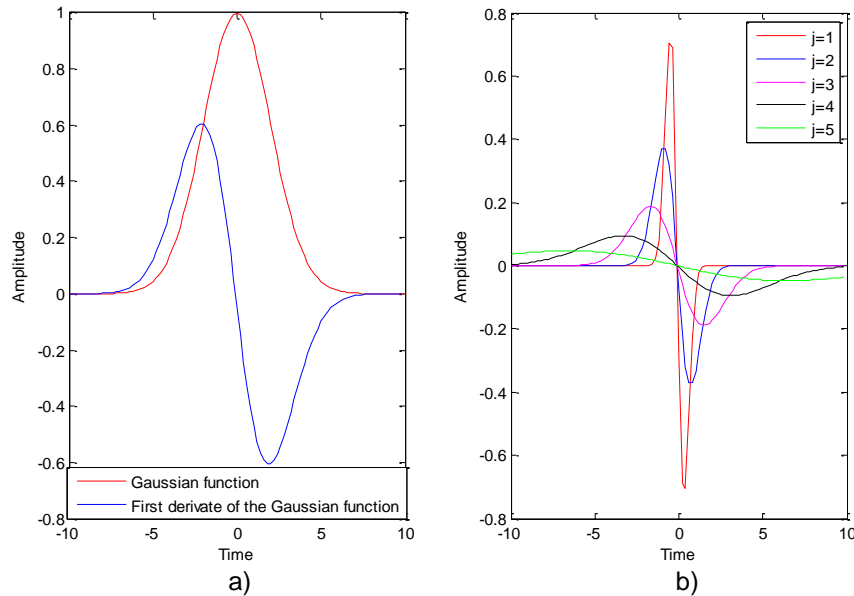 1
0.8
0.6
0.4
0.2
0
-0.2
-0.4
-0.6
-0.8
Amplitude
-10
-5
0
5
10
Time
Gaussian function
First derivate of the Gaussian function
a)
0.8
0.6
0.4
0.2
0
-0.2
-0.4
-0.6
-0.8
Amplitude
-10
-5
0
5
10
Time
j=1
j=2
j=3
j=4
j=5
b)